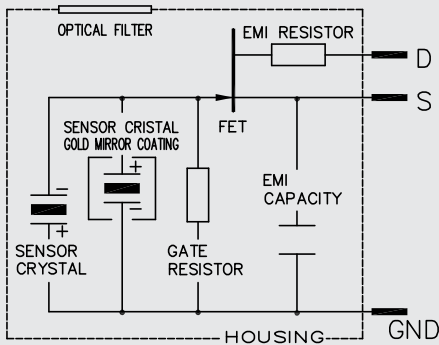 OPTICAL FILTER
EMI RESISTOR
D
S
SENSOR CRISTAL
GOLD MIRROR COATING
FET
+
−
−
+
EMI
CAPACITY
SENSOR
CRYSTAL
GATE
RESISTOR
GND
HOUSING